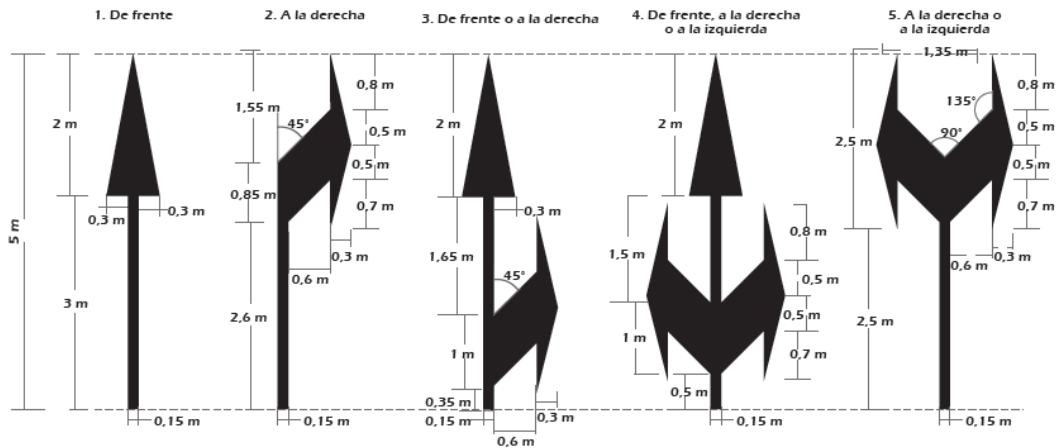 1. De frente
2. A la derecha
3. De frente o a la derecha
4. De frente, a la derecha
o a la izquierda
5. A la derecha o
a la izquierda
5 m
2 m
0,3 m
0,3 m
3 m
0,15 m
1,55 m
45°
0,85 m
2,6 m
0,8 m
0,5 m
0,5 m
0,7 m
0,3 m
0,6 m
0,15 m
2 m
0,3 m
1,65 m
45°
1 m
0,35 m
0,15 m
0,3 m
0,6 m
2 m
1,5 m
1 m
0,5 m
0,8 m
0,5 m
0,5 m
0,7 m
0,15 m
1,35 m
135°
90°
2,5 m
2,5 m
0,8 m
0,5 m
0,5 m
0,7 m
0,6 m
0,3 m
0,15 m